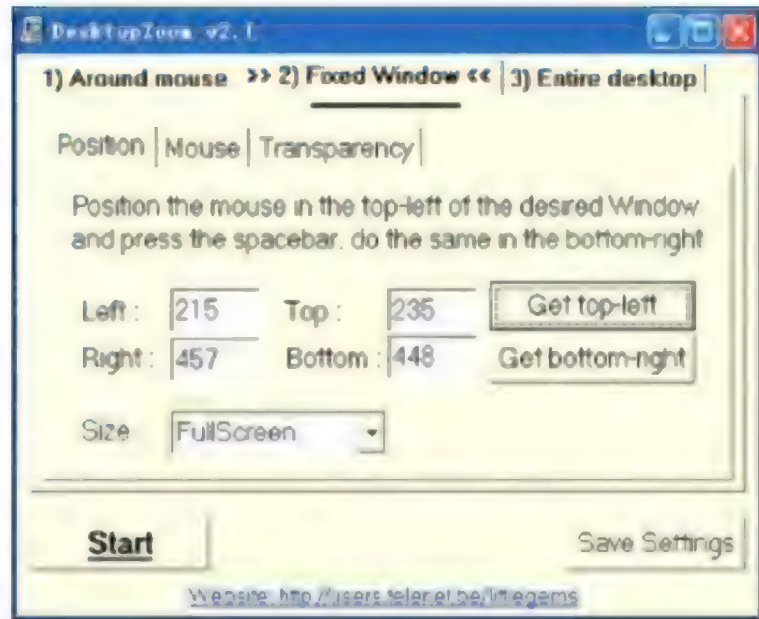 DesktopZoom v2.1
1) Around mouse >> 2) Fixed Window << 3) Entire desktop
Position Mouse Transparency
Position the mouse in the top-left of the desired Window
and press the spacebar. do the same in the bottom-right
Left : 215 Top : 235 Get top-left
Right : 457 Bottom : 448 Get bottom-right
Size FullScreen
Start Save Settings
Website: http://users.telenet.be/littlegems